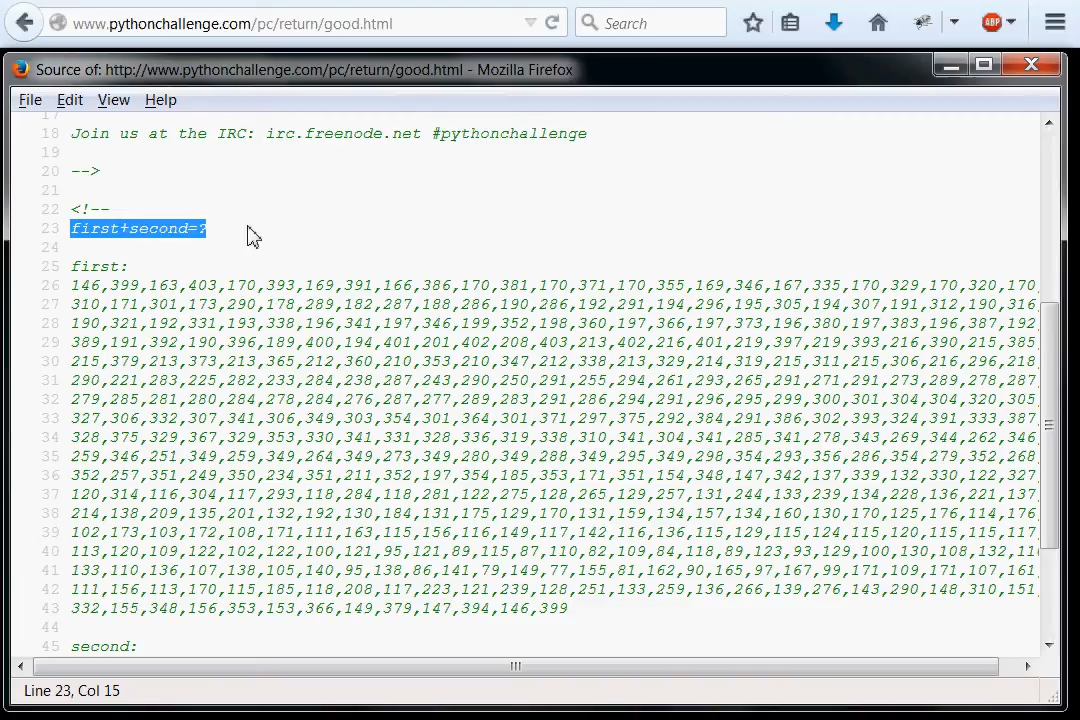 www.pythonchallenge.com/pc/return/good.html
Search
ABP
Source of: http://www.pythonchallenge.com/pc/return/good.html - Mozilla Firefox
File Edit View Help
17
18 Join us at the IRC: irc.freenode.net #pythonchallenge
19
20 -->
21
22 <!--
23 first+second=?
24
25 first:
26 146,399,163,403,170,393,169,391,166,386,170,381,170,371,170,355,169,346,167,335,170,329,170,320,170,
27 310,171,301,173,290,178,289,182,287,188,286,190,286,192,291,194,296,195,305,194,307,191,312,190,316,
28 190,321,192,331,193,338,196,341,197,346,199,352,198,360,197,366,197,373,196,380,197,383,196,387,192,
29 389,191,392,190,396,189,400,194,401,201,402,208,403,213,402,216,401,219,397,219,393,216,390,215,385,
30 215,379,213,373,213,365,212,360,210,353,210,347,212,338,213,329,214,319,215,311,215,306,216,296,218,
31 290,221,283,225,282,233,284,238,287,243,290,250,291,255,294,261,293,265,291,271,291,273,289,278,287,
32 279,285,281,280,284,278,284,276,287,277,289,283,291,286,294,291,296,295,299,300,301,304,304,320,305,
33 327,306,332,307,341,306,349,303,354,301,364,301,371,297,375,292,384,291,386,302,393,324,391,333,387,
34 328,375,329,367,329,353,330,341,331,328,336,319,338,310,341,304,341,285,341,278,343,269,344,262,346,
35 259,346,251,349,259,349,264,349,273,349,280,349,288,349,295,349,298,354,293,356,286,354,279,352,268,
36 352,257,351,249,350,234,351,211,352,197,354,185,353,171,351,154,348,147,342,137,339,132,330,122,327,
37 120,314,116,304,117,293,118,284,118,281,122,275,128,265,129,257,131,244,133,239,134,228,136,221,137,
38 214,138,209,135,201,132,192,130,184,131,175,129,170,131,159,134,157,134,160,130,170,125,176,114,176,
39 102,173,103,172,108,171,111,163,115,156,116,149,117,142,116,136,115,129,115,124,115,120,115,115,117,
40 113,120,109,122,102,122,100,121,95,121,89,115,87,110,82,109,84,118,89,123,93,129,100,130,108,132,110,
41 133,110,136,107,138,105,140,95,138,86,141,79,149,77,155,81,162,90,165,97,167,99,171,109,171,107,161,
42 111,156,113,170,115,185,118,208,117,223,121,239,128,251,133,259,136,266,139,276,143,290,148,310,151,
43 332,155,348,156,353,153,366,149,379,147,394,146,399
44
45 second:
Line 23, Col 15